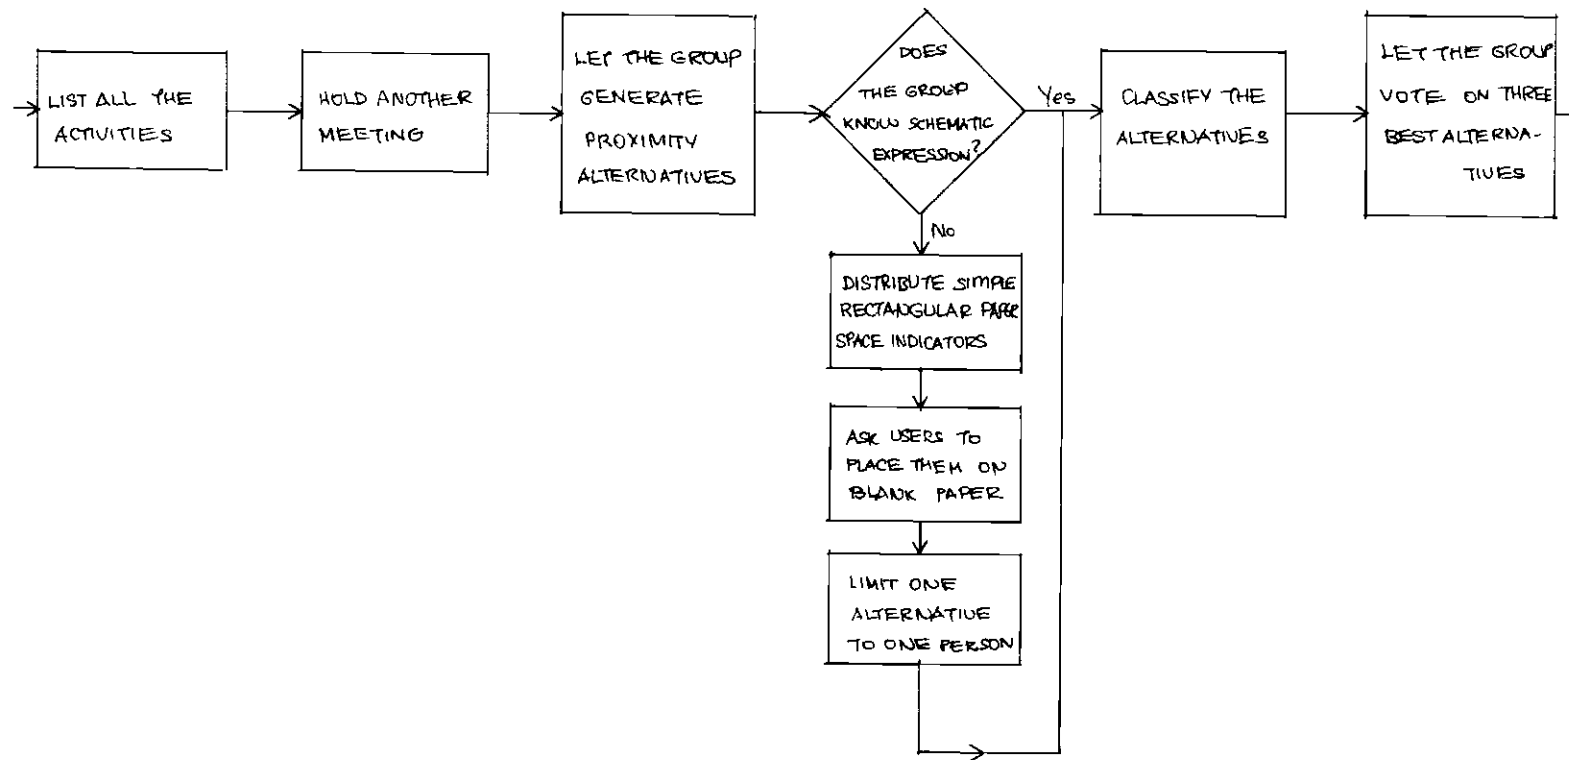 LIST ALL THE
ACTIVITIES
HOLD ANOTHER
MEETING
LET THE GROUP
GENERATE
PROXIMITY
ALTERNATIVES
DOES
THE GROUP
KNOW SCHEMATIC
EXPRESSION?
Yes
No
CLASSIFY THE
ALTERNATIVES
LET THE GROUP
VOTE ON THREE
BEST ALTERNA-
TIVES
DISTRIBUTE SIMPLE
RECTANGULAR PAPER
SPACE INDICATORS
ASK USERS TO
PLACE THEM ON
BLANK PAPER
LIMIT ONE
ALTERNATIVE
TO ONE PERSON